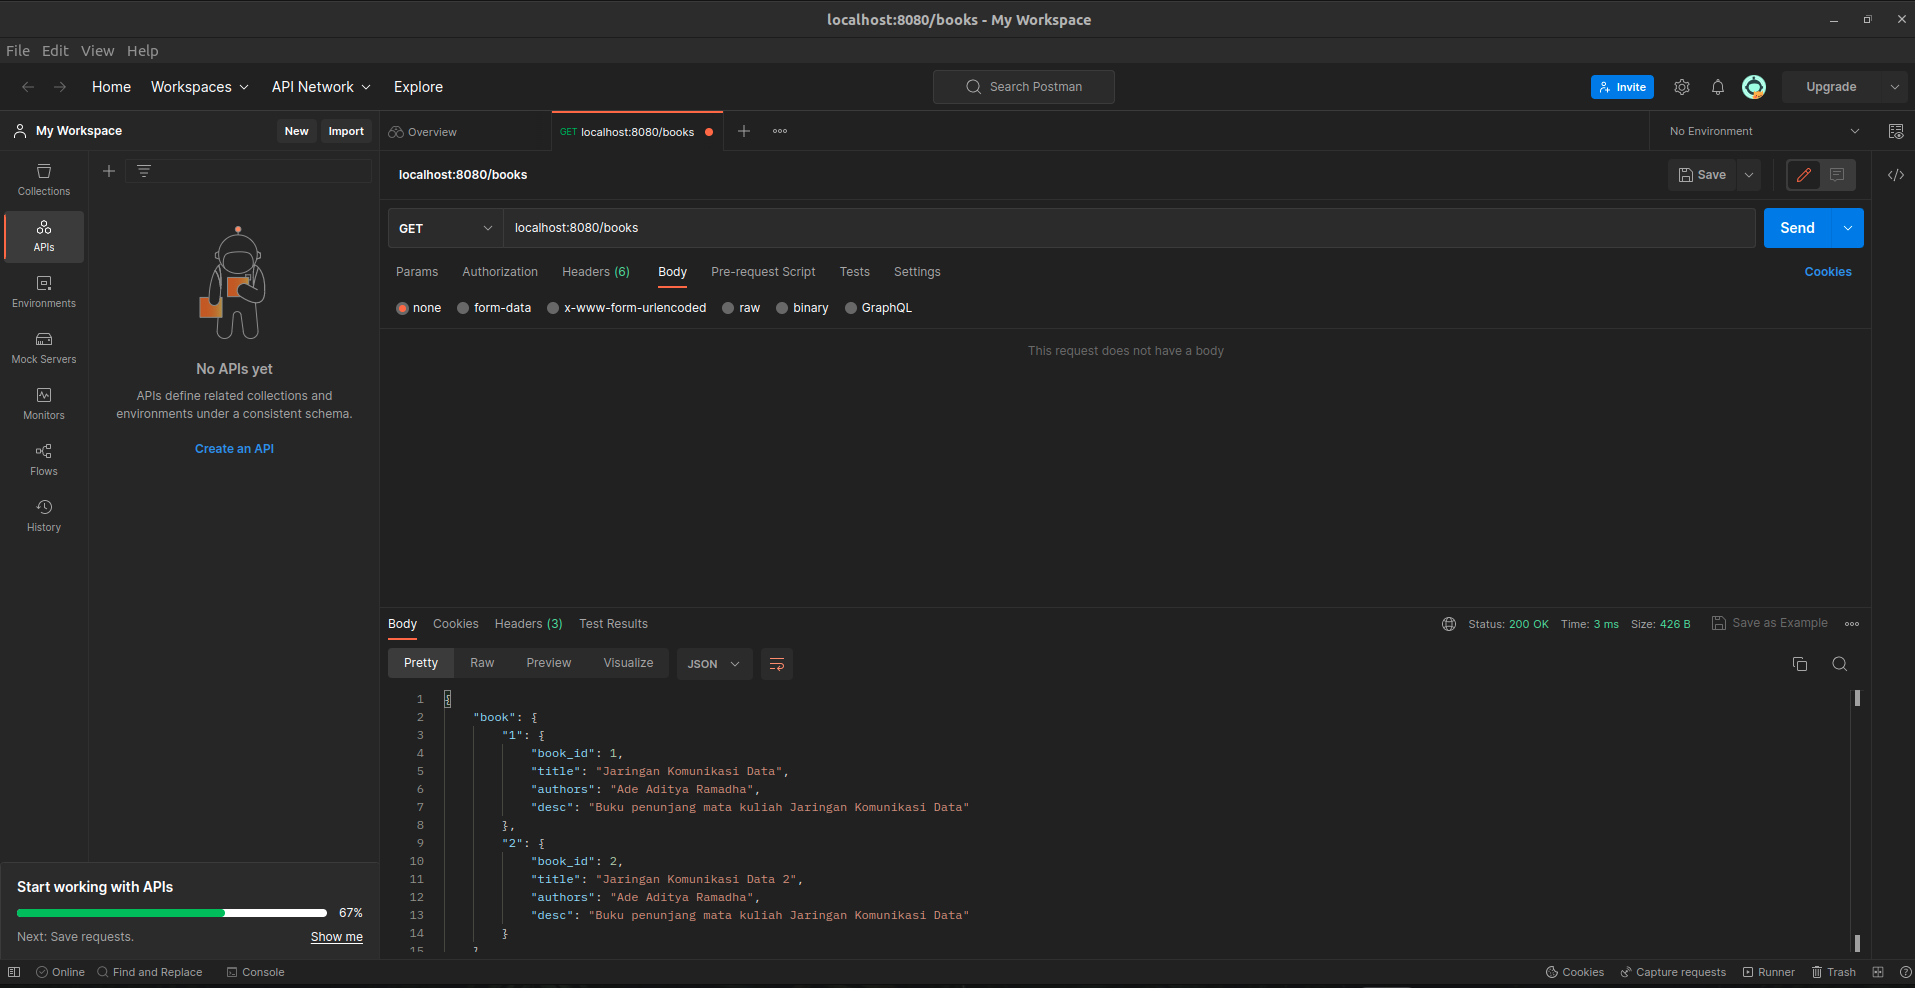 localhost:8080/books - My Workspace
File Edit View Help
Home Workspaces API Network Explore
Search Postman
Invite
Upgrade
My Workspace
New Import
Overview
GET localhost:8080/books
No Environment
Collections
APIs
Environments
Mock Servers
Monitors
Flows
History
No APIs yet
APIs define related collections and
environments under a consistent schema.
Create an API
Start working with APIs
67%
Next: Save requests.
Show me
localhost:8080/books
Save
</>
GET
localhost:8080/books
Send
Params Authorization Headers (6) Body Pre-request Script Tests Settings
Cookies
none form-data x-www-form-urlencoded raw binary GraphQL
This request does not have a body
Body Cookies Headers (3) Test Results
Status: 200 OK Time: 3 ms Size: 426 B
Save as Example
Pretty Raw Preview Visualize
JSON
1 {
2 "book": {
3 "1": {
4 "book_id": 1,
5 "title": "Jaringan Komunikasi Data",
6 "authors": "Ade Aditya Ramadha",
7 "desc": "Buku penunjang mata kuliah Jaringan Komunikasi Data"
8 },
9 "2": {
10 "book_id": 2,
11 "title": "Jaringan Komunikasi Data 2",
12 "authors": "Ade Aditya Ramadha",
13 "desc": "Buku penunjang mata kuliah Jaringan Komunikasi Data"
14 }
15 }
Online Find and Replace Console
Cookies Capture requests Runner Trash